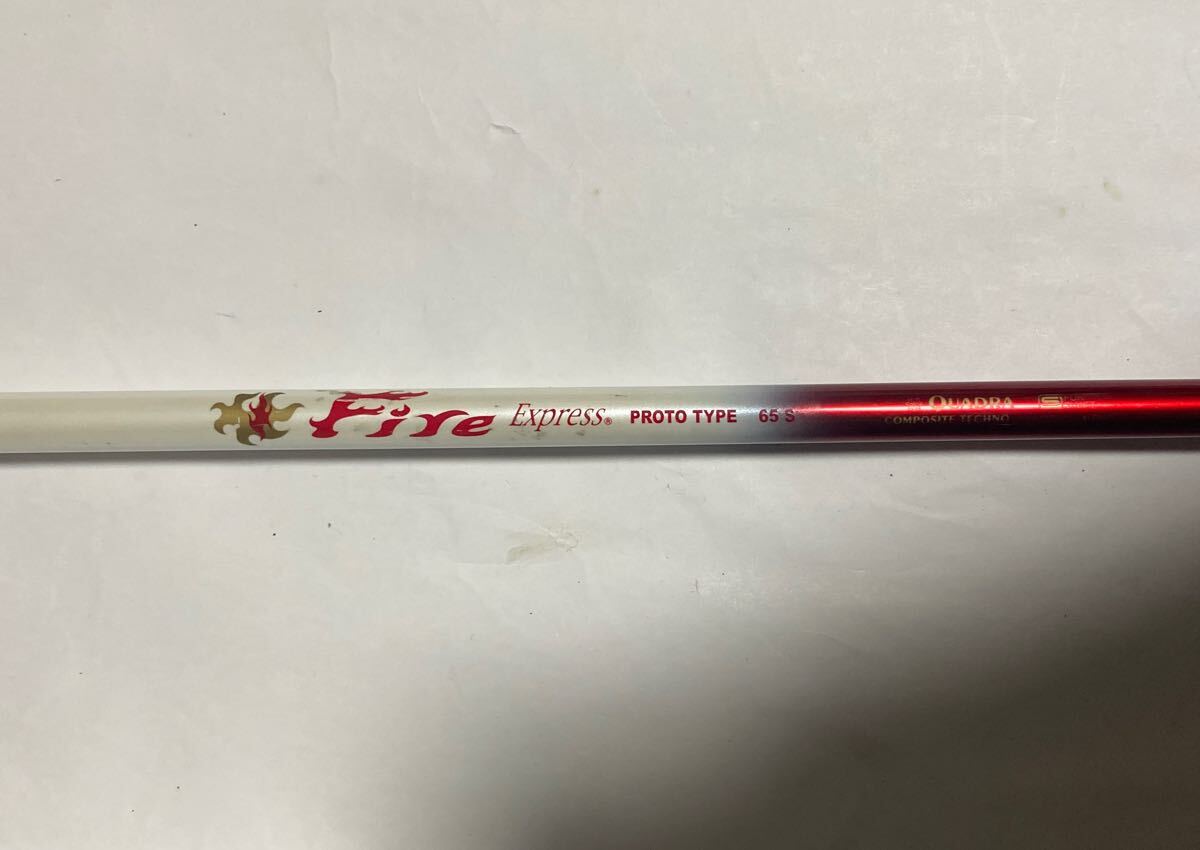 Fire Express® PROTO TYPE 65 S
QUADRA
COMPOSITE TECHNO
S